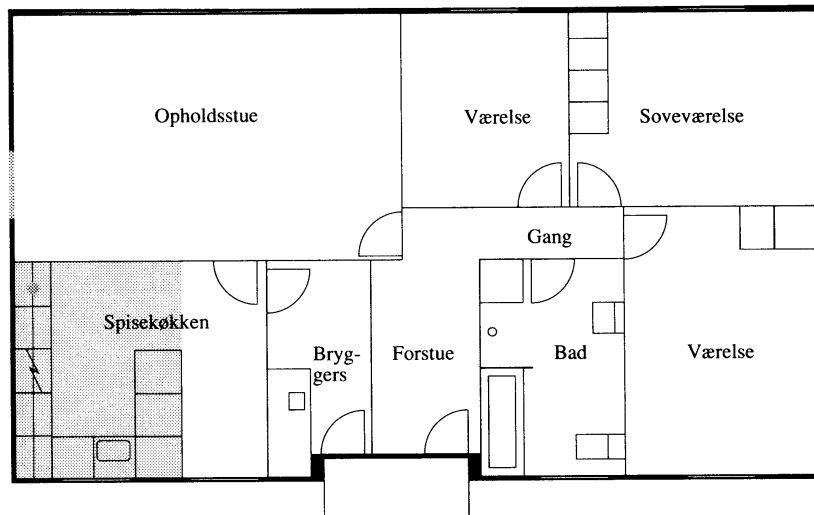 Opholdsstue
Værelse
Soveværelse
Gang
Spisekøkken
Bryg-
gers
Forstue
Bad
Værelse